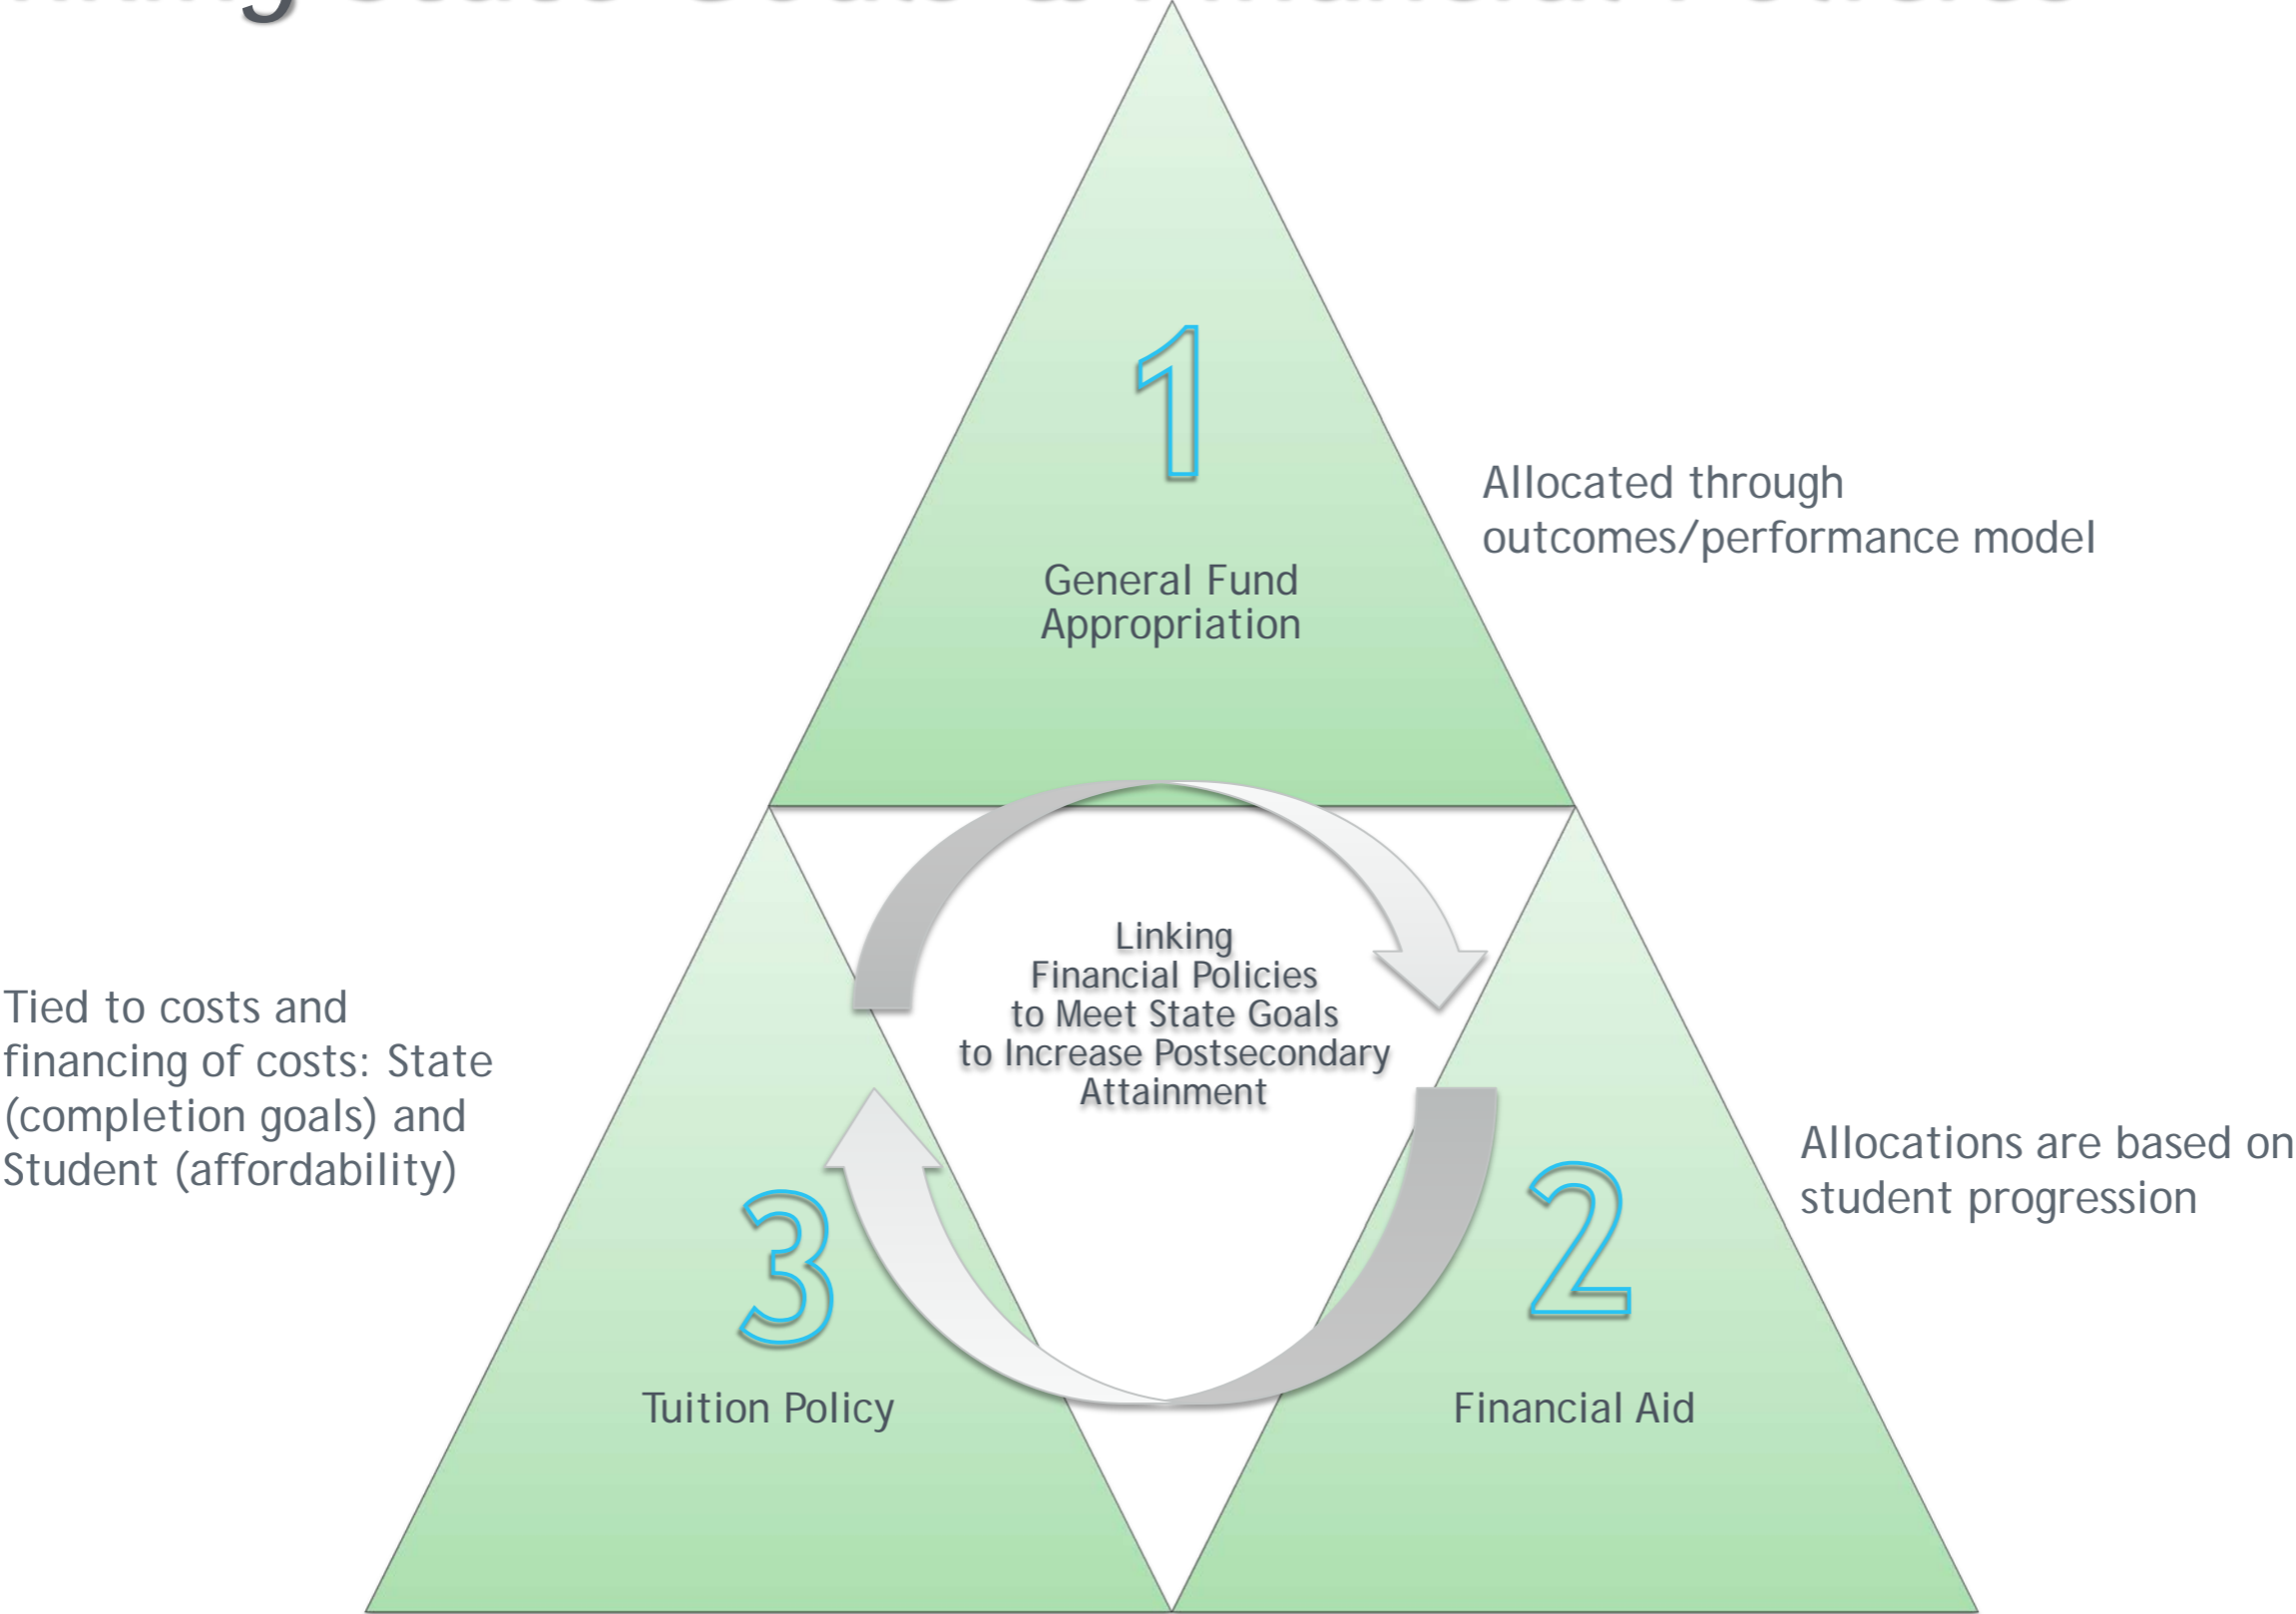 1
General Fund
Appropriation
Allocated through
outcomes/performance model
Linking
Financial Policies
to Meet State Goals
to Increase Postsecondary
Attainment
Tied to costs and
financing of costs: State
(completion goals) and
Student (affordability)
3
Tuition Policy
2
Financial Aid
Allocations are based on
student progression